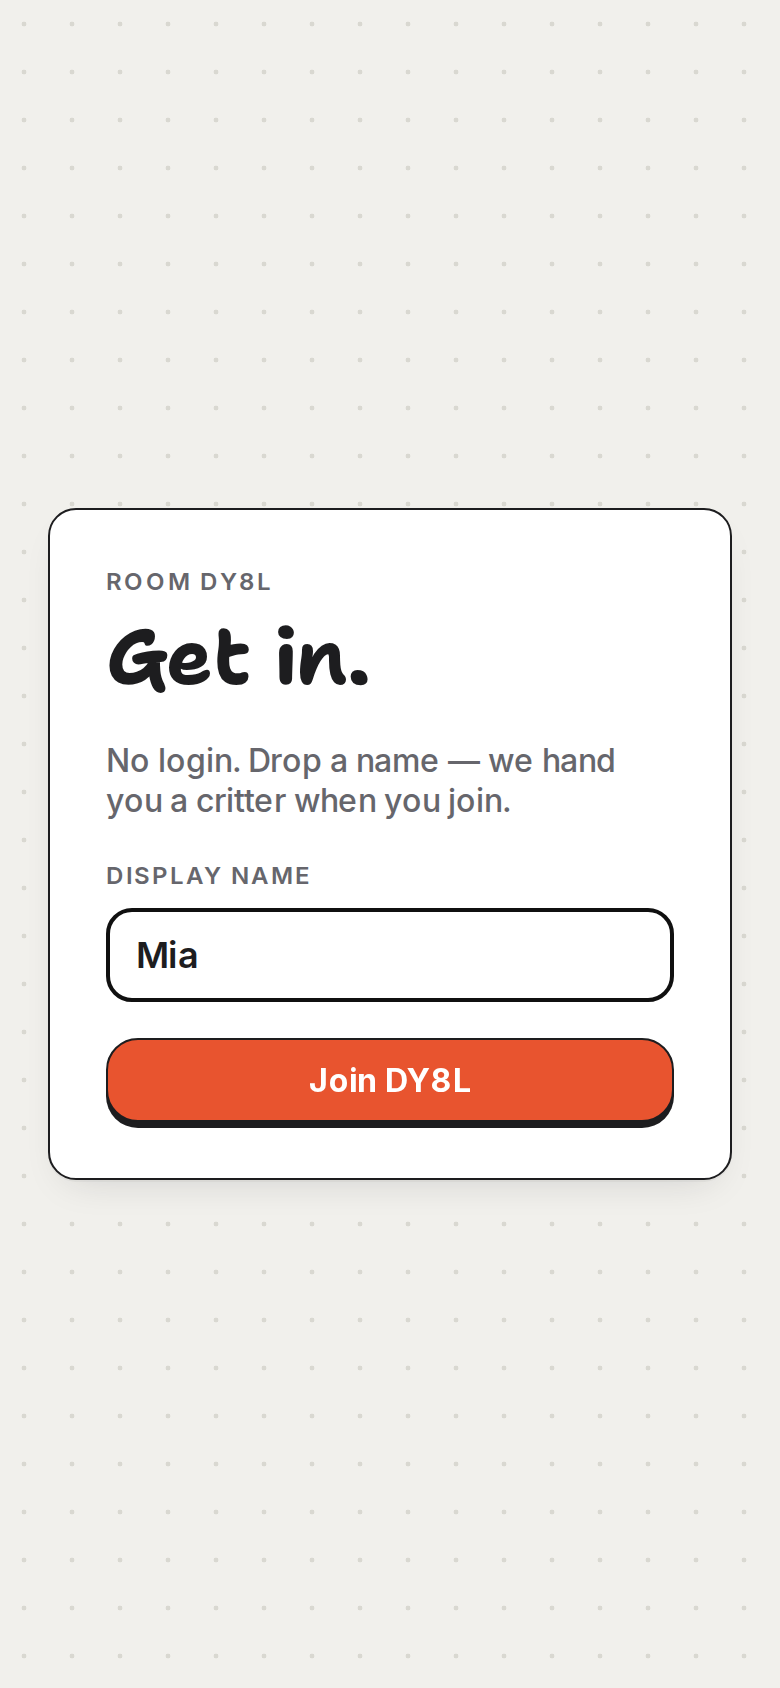 ROOM DY8L
Get in.
No login. Drop a name — we hand
you a critter when you join.
DISPLAY NAME
Mia
Join DY8L